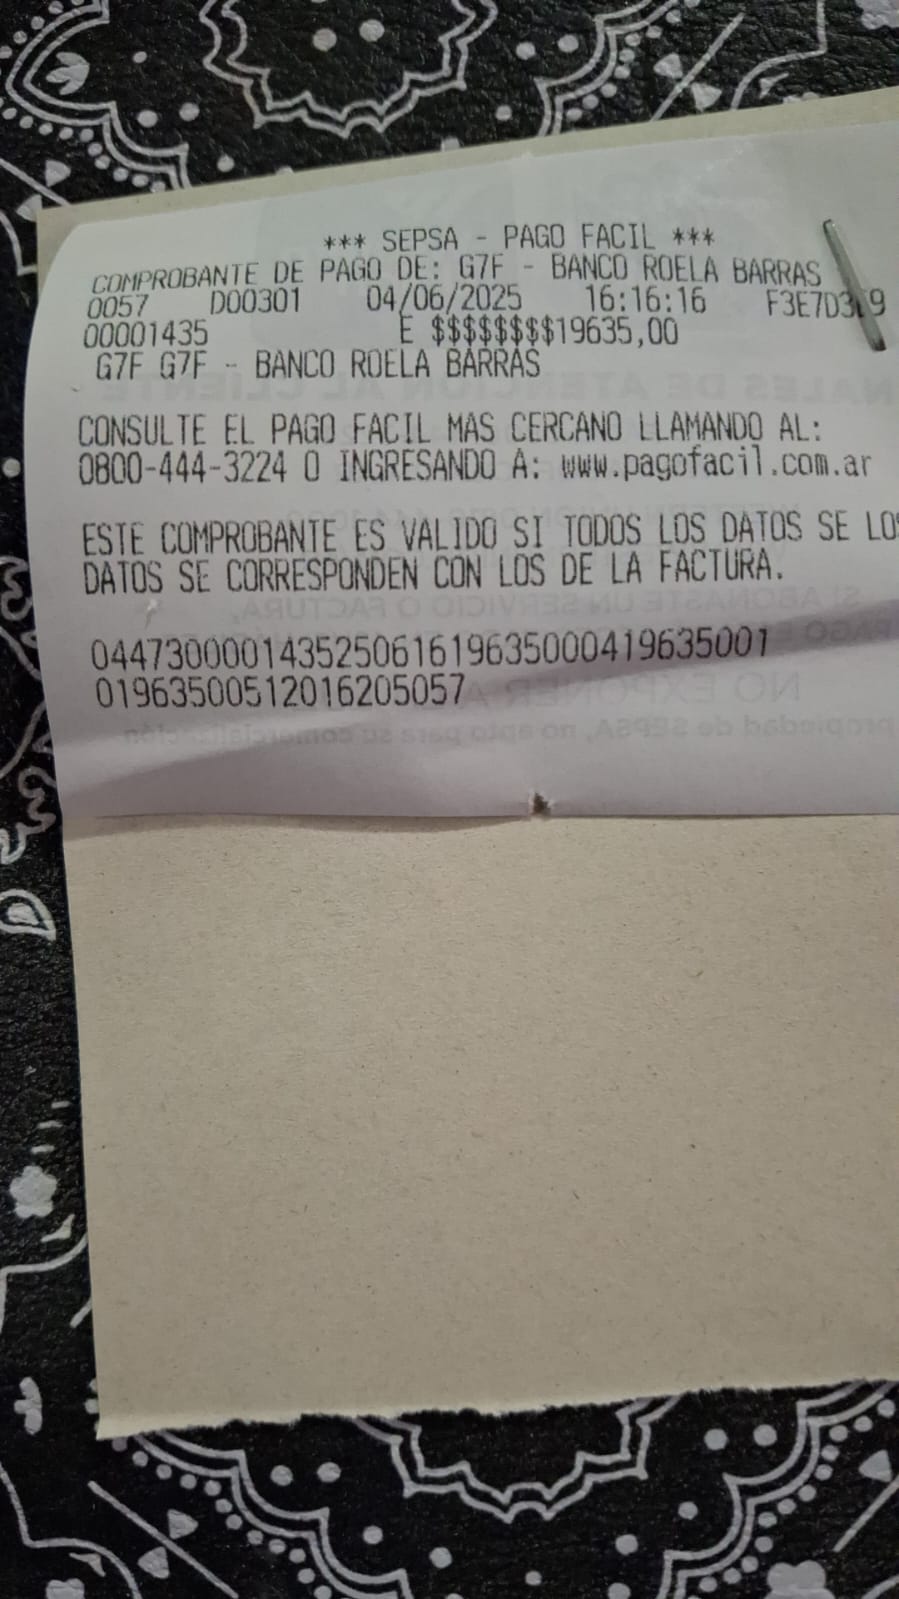 *** SEPSA - PAGO FACIL ***
COMPROBANTE DE PAGO DE: G7F - BANCO ROELA BARRAS
0057 D00301 04/06/2025 16:16:16
00001435 E $$$$$$$$19635,00
G7F G7F - BANCO ROELA BARRAS
CONSULTE EL PAGO FACIL MAS CERCANO LLAMANDO AL:
0800-444-3224 O INGRESANDO A: www.pagofacil.com.ar
ESTE COMPROBANTE ES VALIDO SI TODOS LOS DATOS SE LOS
DATOS SE CORRESPONDEN CON LOS DE LA FACTURA.
044730000143525061619635000419635001
01963500512016205057